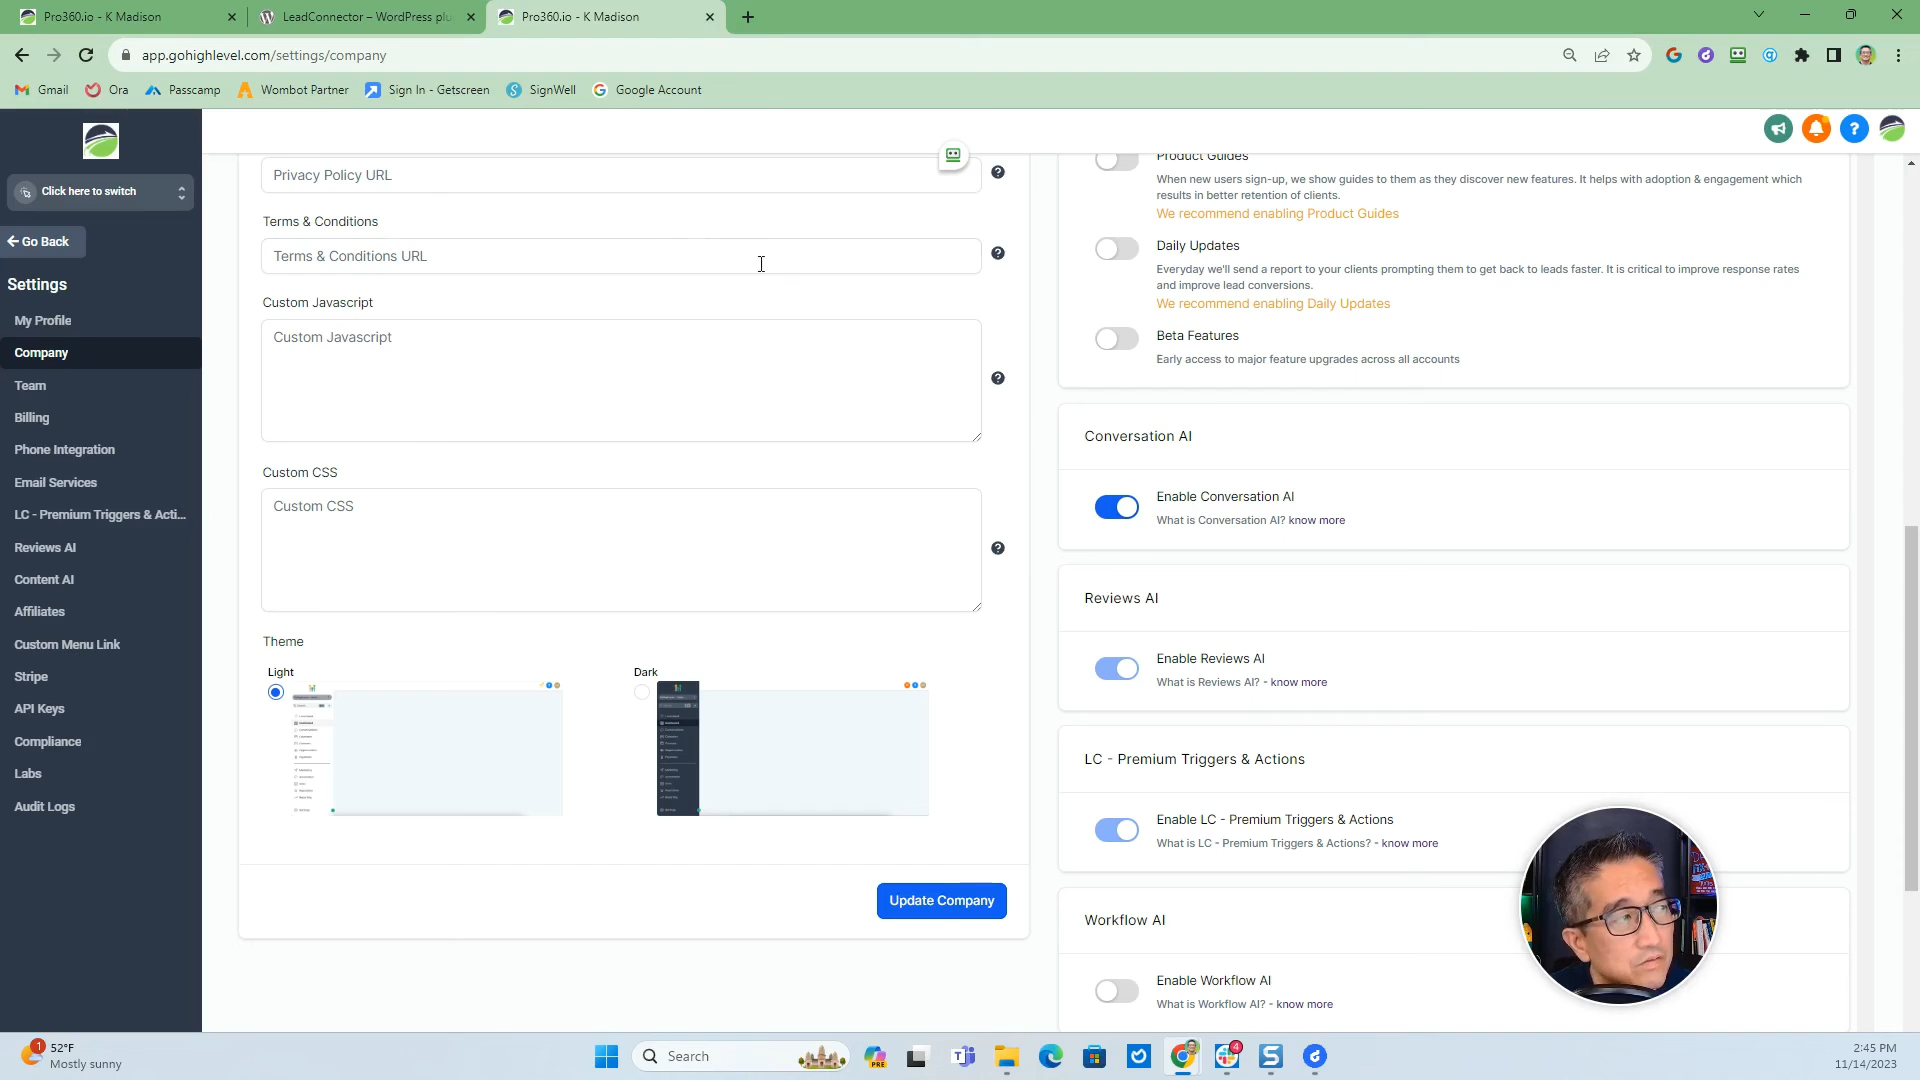 Pro360.io - K Madison
LeadConnector – WordPress plu
Pro360.io - K Madison
app.gohighlevel.com/settings/company
Gmail
Ora
Passcamp
Wombot Partner
Sign In - Getscreen
SignWell
Google Account
Click here to switch
Go Back
Settings
My Profile
Company
Team
Billing
Phone Integration
Email Services
LC - Premium Triggers & Acti...
Reviews AI
Content AI
Affiliates
Custom Menu Link
Stripe
API Keys
Compliance
Labs
Audit Logs
Privacy Policy URL
Terms & Conditions
Terms & Conditions URL
Custom Javascript
Custom Javascript
Custom CSS
Custom CSS
Theme
Light
Dark
Update Company
Product Guides
When new users sign-up, we show guides to them as they discover new features. It helps with adoption & engagement which
results in better retention of clients.
We recommend enabling Product Guides
Daily Updates
Everyday we'll send a report to your clients prompting them to get back to leads faster. It is critical to improve response rates
and improve lead conversions.
We recommend enabling Daily Updates
Beta Features
Early access to major feature upgrades across all accounts
Conversation AI
Enable Conversation AI
What is Conversation AI? know more
Reviews AI
Enable Reviews AI
What is Reviews AI? - know more
LC - Premium Triggers & Actions
Enable LC - Premium Triggers & Actions
What is LC - Premium Triggers & Actions? - know more
Workflow AI
Enable Workflow AI
What is Workflow AI? - know more
1
52°F
Mostly sunny
Search
PRE
4
2:45 PM
11/14/2023